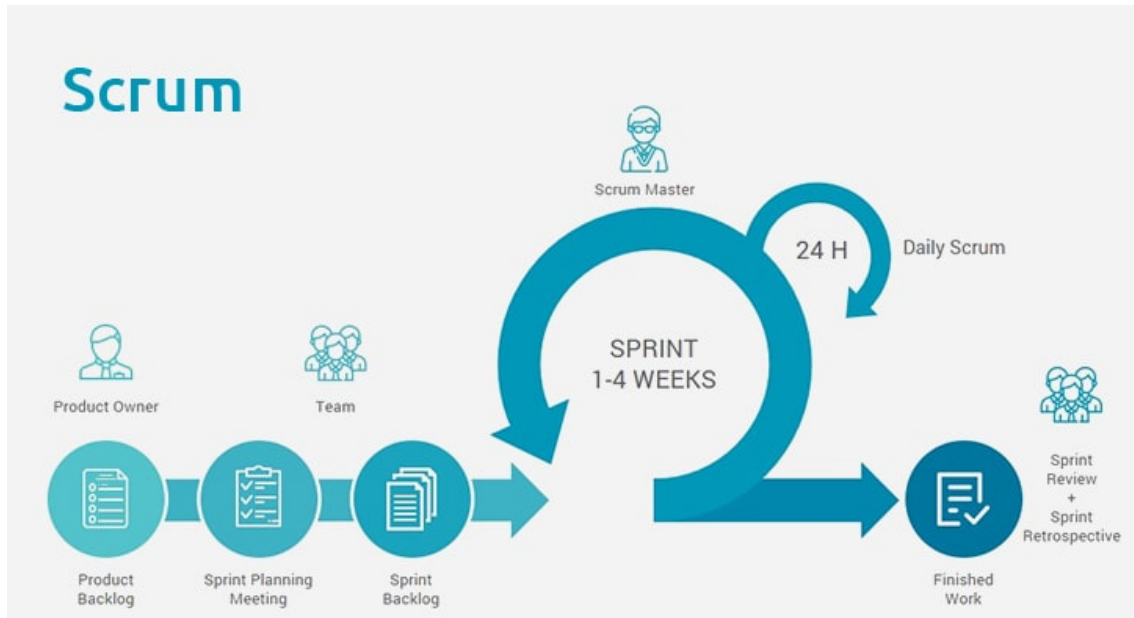 Scrum
Scrum Master
24 H
Daily Scrum
SPRINT
1-4 WEEKS
Product Owner
Team
Product
Backlog
Sprint Planning
Meeting
Sprint
Backlog
Finished
Work
Sprint
Review
+
Sprint
Retrospective